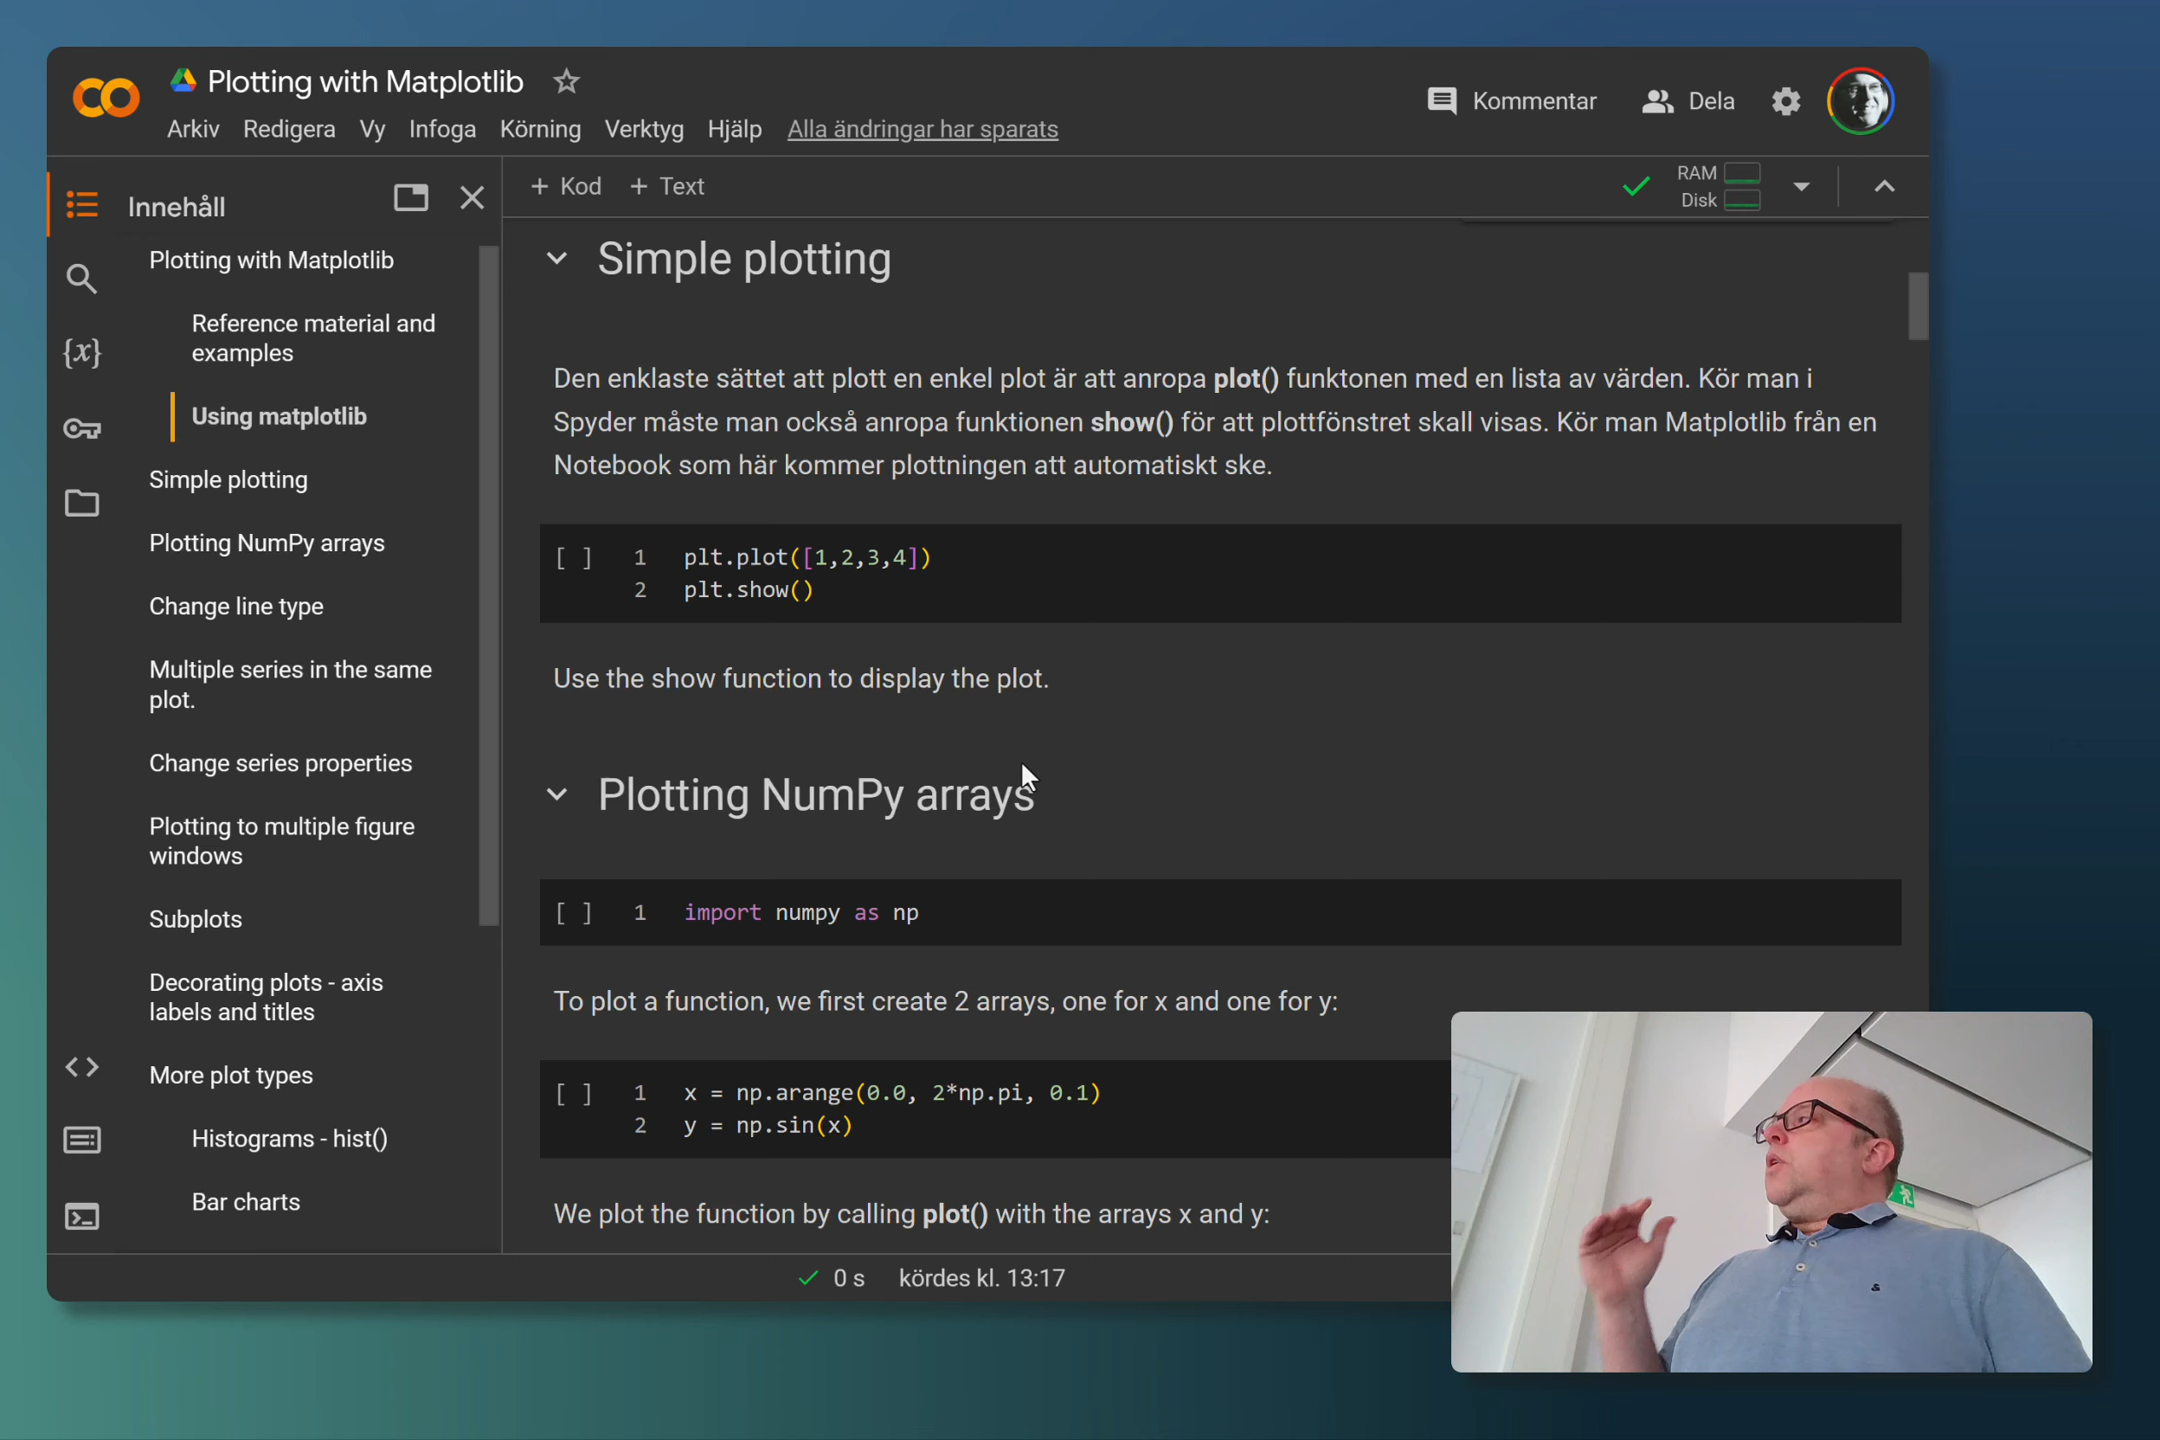 Plotting with Matplotlib
Arkiv Redigera Vy Infoga Körning Verktyg Hjälp Alla ändringar har sparats
Kommentar Dela
Innehåll
Plotting with Matplotlib
Reference material and
examples
Using matplotlib
Simple plotting
Plotting NumPy arrays
Change line type
Multiple series in the same
plot.
Change series properties
Plotting to multiple figure
windows
Subplots
Decorating plots - axis
labels and titles
More plot types
Histograms - hist()
Bar charts
+ Kod + Text
RAM
Disk
Simple plotting
Den enklaste sättet att plott en enkel plot är att anropa plot() funktonen med en lista av värden. Kör man i
Spyder måste man också anropa funktionen show() för att plottfönstret skall visas. Kör man Matplotlib från en
Notebook som här kommer plottningen att automatiskt ske.
[ ] 1 plt.plot([1,2,3,4])
2 plt.show()
Use the show function to display the plot.
Plotting NumPy arrays
[ ] 1 import numpy as np
To plot a function, we first create 2 arrays, one for x and one for y:
[ ] 1 x = np.arange(0.0, 2*np.pi, 0.1)
2 y = np.sin(x)
We plot the function by calling plot() with the arrays x and y:
0 s kördes kl. 13:17